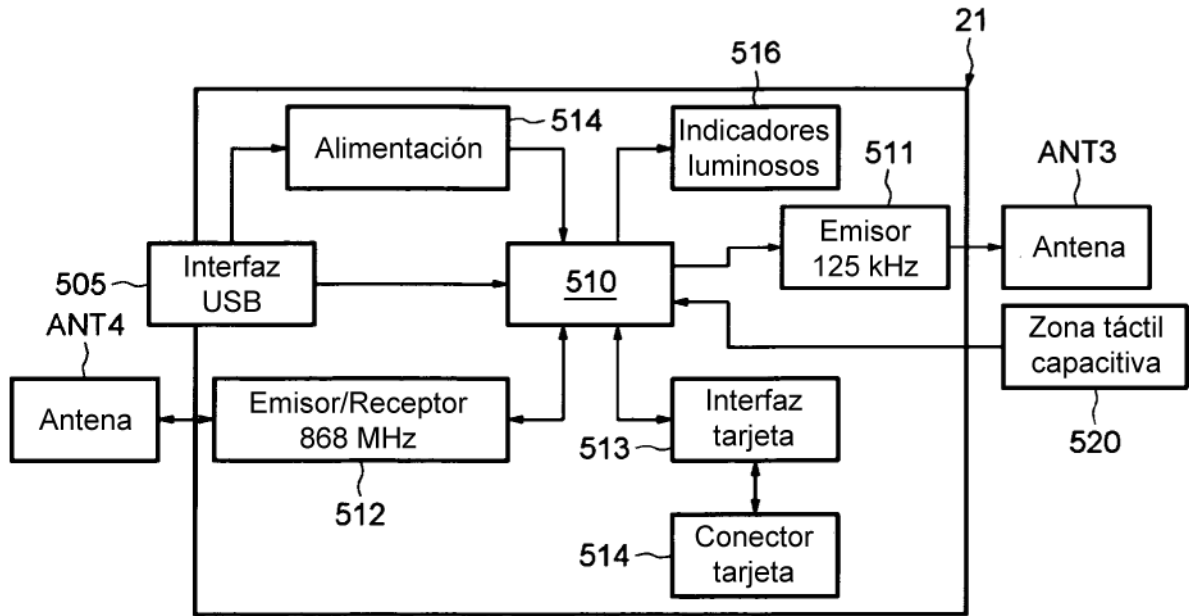 21
516
514
Alimentación
Indicadores
luminosos
511
ANT3
Emisor
125 kHz
Antena
505
Interfaz
USB
510
ANT4
Zona táctil
capacitiva
520
Antena
Emisor/Receptor
868 MHz
512
Interfaz
tarjeta
513
Conector
tarjeta
514